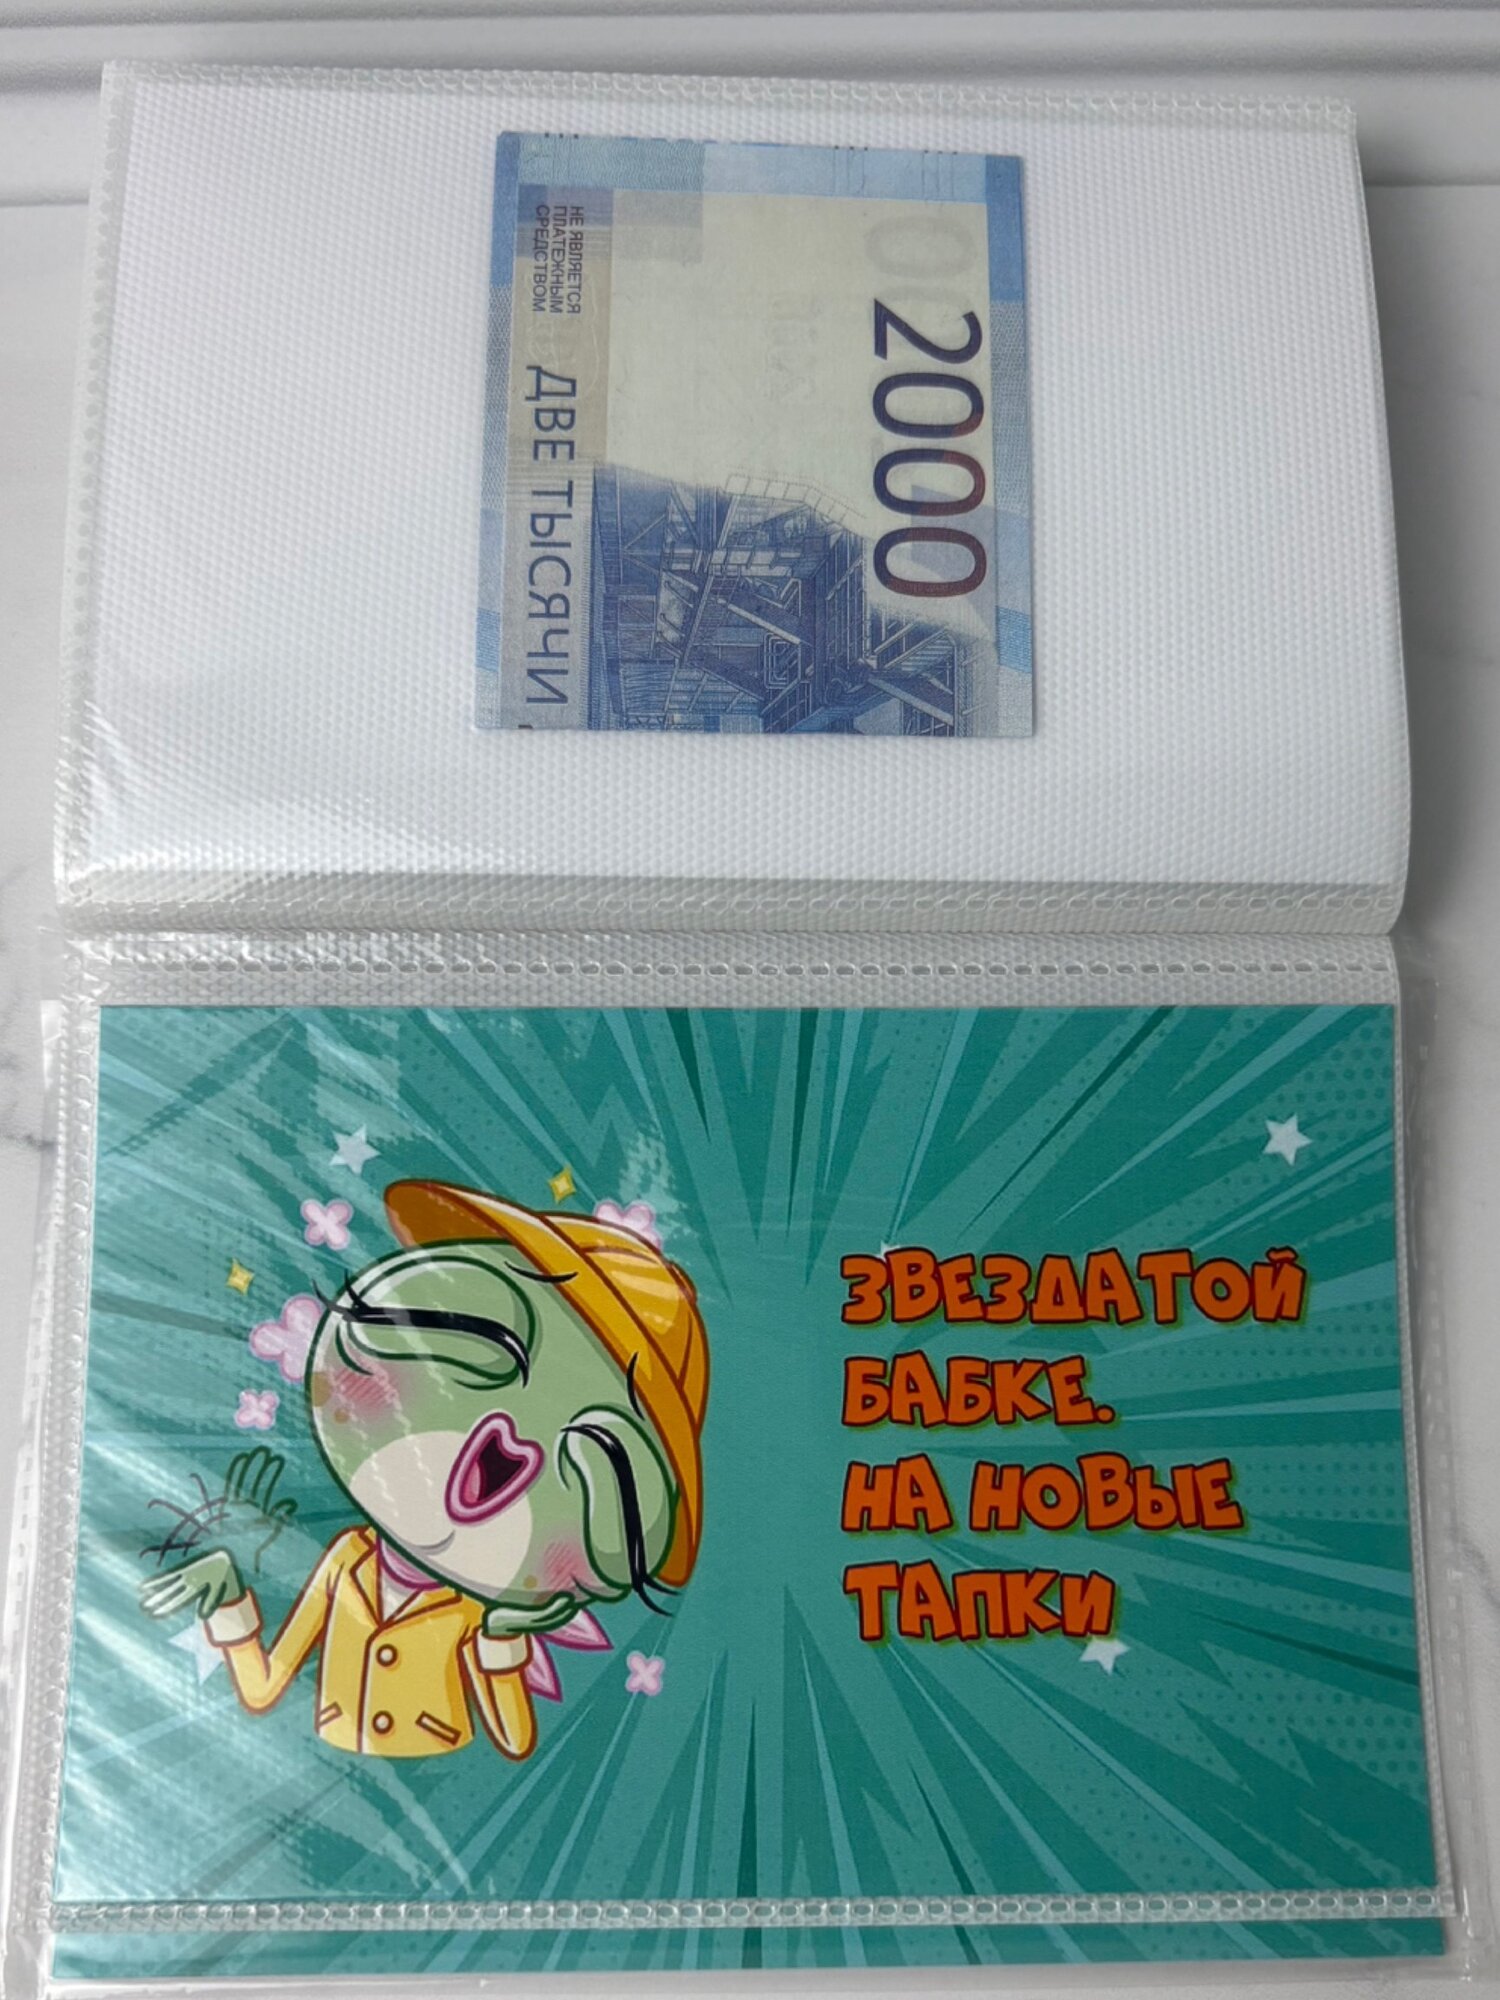 2000
НЕ ЯВЛЯЕТСЯ
ПЛАТЕЖНЫМ
СРЕДСТВОМ
ДВЕ ТЫСЯЧИ
ЗВЕЗДАТОЙ
БАБКЕ.
НА НОВЫЕ
ТАПКИ